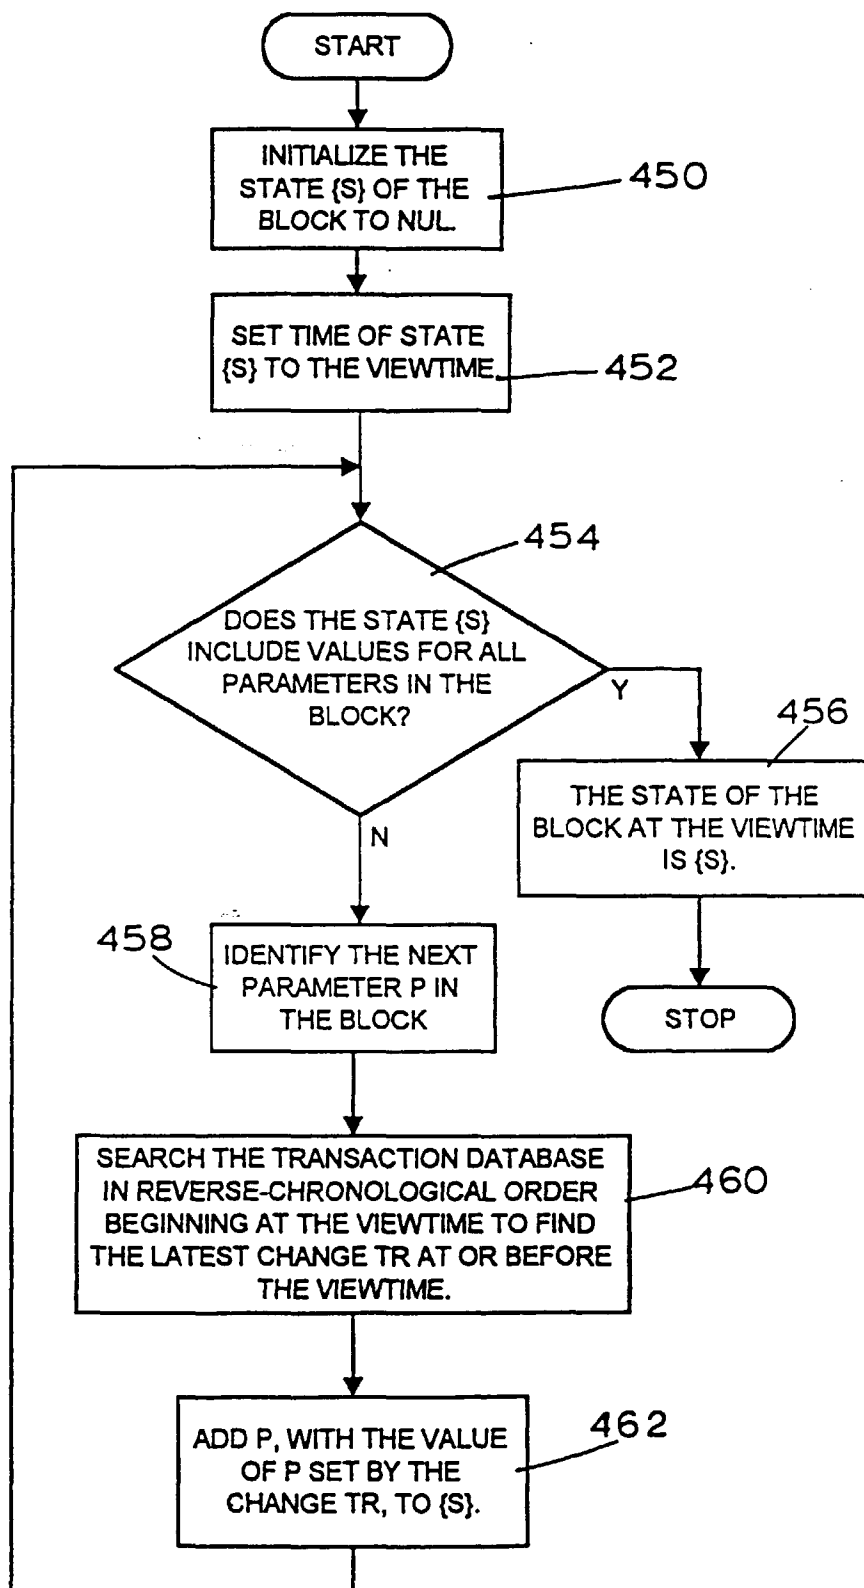 START
INITIALIZE THE
STATE {S} OF THE
BLOCK TO NUL.
450
SET TIME OF STATE
{S} TO THE VIEWTIME
452
454
DOES THE STATE {S}
INCLUDE VALUES FOR ALL
PARAMETERS IN THE
BLOCK?
Y
N
456
THE STATE OF THE
BLOCK AT THE VIEWTIME
IS {S}.
STOP
458
IDENTIFY THE NEXT
PARAMETER P IN
THE BLOCK
SEARCH THE TRANSACTION DATABASE
IN REVERSE-CHRONOLOGICAL ORDER
BEGINNING AT THE VIEWTIME TO FIND
THE LATEST CHANGE TR AT OR BEFORE
THE VIEWTIME.
460
ADD P, WITH THE VALUE
OF P SET BY THE
CHANGE TR, TO {S}.
462